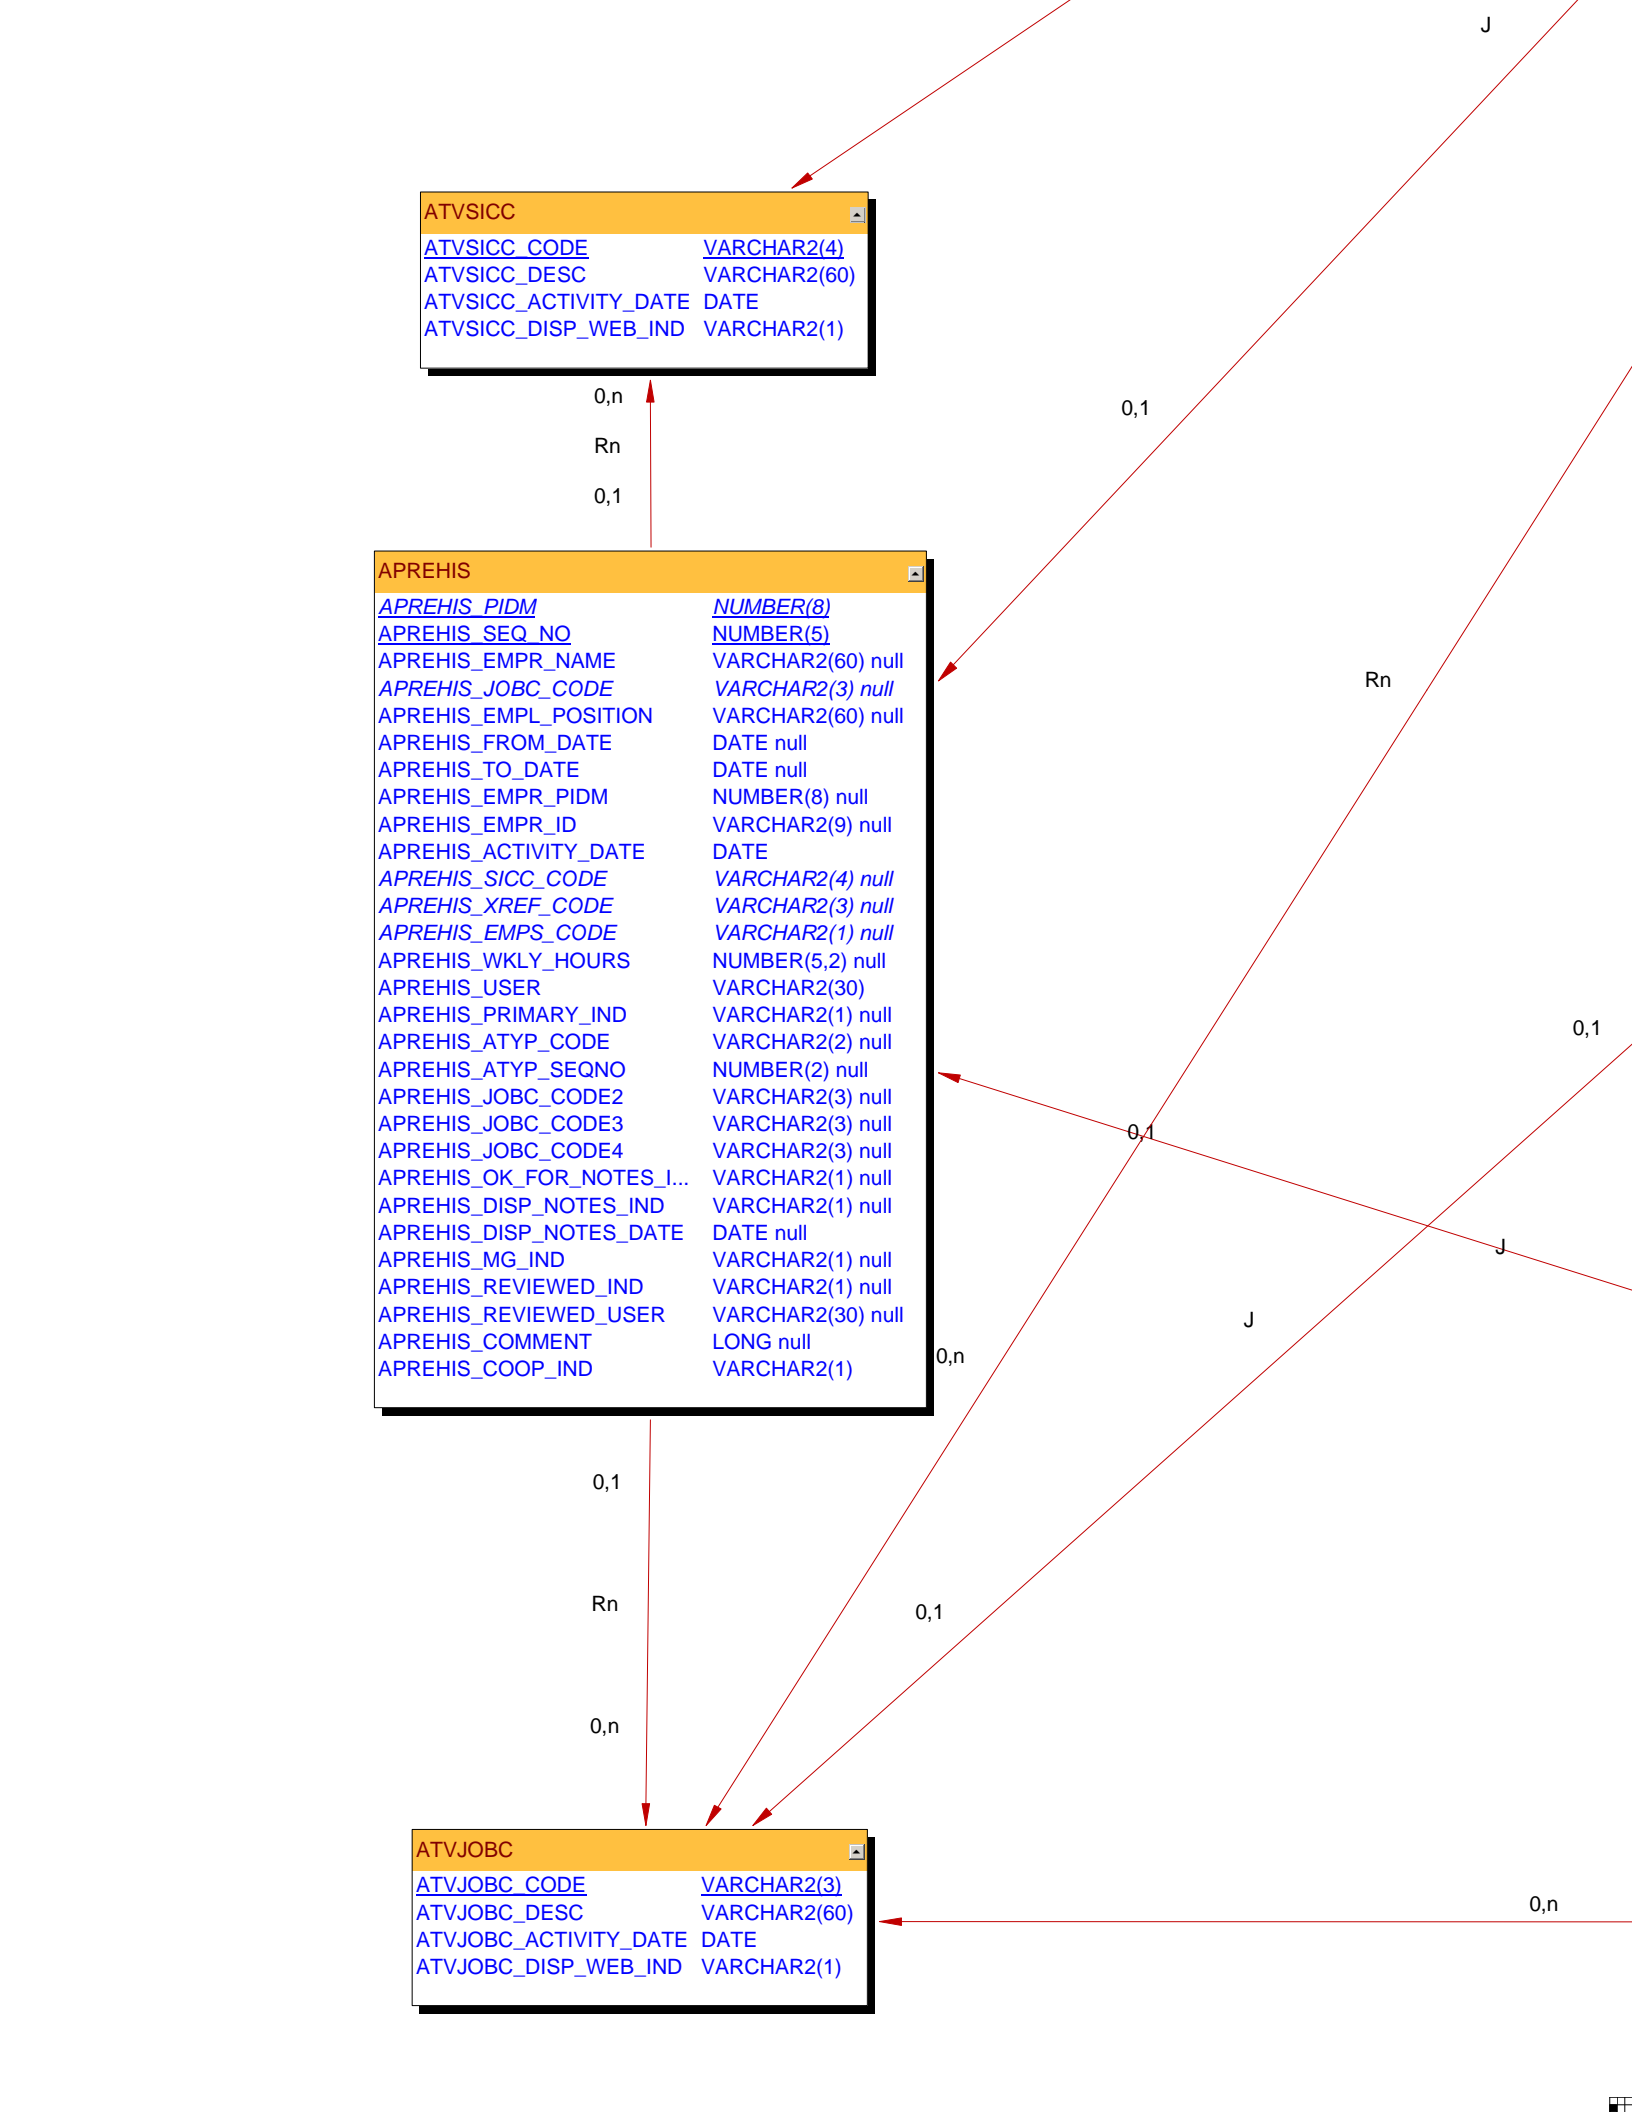 J
ATVSICC
ATVSICC_CODE VARCHAR2(4)
ATVSICC_DESC VARCHAR2(60)
ATVSICC_ACTIVITY_DATE DATE
ATVSICC_DISP_WEB_IND VARCHAR2(1)
0,n
0,1
Rn
0,1
APREHIS
APREHIS_PIDM NUMBER(8)
APREHIS_SEQ_NO NUMBER(5)
APREHIS_EMPR_NAME VARCHAR2(60) null
APREHIS_JOBC_CODE VARCHAR2(3) null
APREHIS_EMPL_POSITION VARCHAR2(60) null
APREHIS_FROM_DATE DATE null
APREHIS_TO_DATE DATE null
APREHIS_EMPR_PIDM NUMBER(8) null
APREHIS_EMPR_ID VARCHAR2(9) null
APREHIS_ACTIVITY_DATE DATE
APREHIS_SICC_CODE VARCHAR2(4) null
APREHIS_XREF_CODE VARCHAR2(3) null
APREHIS_EMPS_CODE VARCHAR2(1) null
APREHIS_WKLY_HOURS NUMBER(5,2) null
APREHIS_USER VARCHAR2(30)
APREHIS_PRIMARY_IND VARCHAR2(1) null
APREHIS_ATYP_CODE VARCHAR2(2) null
APREHIS_ATYP_SEQNO NUMBER(2) null
APREHIS_JOBC_CODE2 VARCHAR2(3) null
APREHIS_JOBC_CODE3 VARCHAR2(3) null
APREHIS_JOBC_CODE4 VARCHAR2(3) null
APREHIS_OK_FOR_NOTES_I... VARCHAR2(1) null
APREHIS_DISP_NOTES_IND VARCHAR2(1) null
APREHIS_DISP_NOTES_DATE DATE null
APREHIS_MG_IND VARCHAR2(1) null
APREHIS_REVIEWED_IND VARCHAR2(1) null
APREHIS_REVIEWED_USER VARCHAR2(30) null
APREHIS_COMMENT LONG null
APREHIS_COOP_IND VARCHAR2(1)
Rn
0,1
0,1
J
J
0,n
0,1
Rn
0,1
0,n
ATVJOBC
ATVJOBC_CODE VARCHAR2(3)
ATVJOBC_DESC VARCHAR2(60)
ATVJOBC_ACTIVITY_DATE DATE
ATVJOBC_DISP_WEB_IND VARCHAR2(1)
0,n